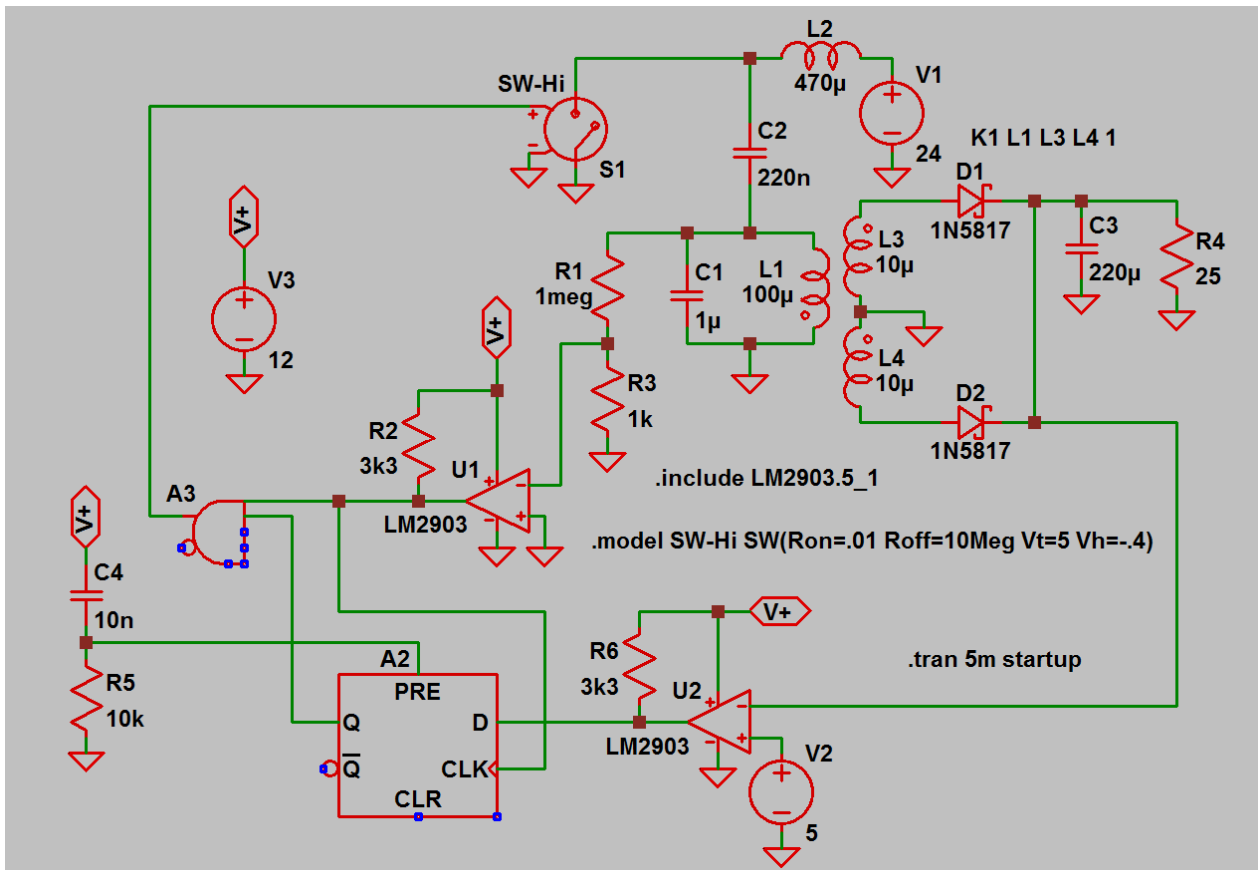 L2
470µ
V1
24
SW-Hi
+
−
S1
C2
220n
K1 L1 L3 L4 1
D1
1N5817
V+
V3
+
−
12
R1
1meg
C1
1µ
L1
100µ
L3
10µ
C3
220µ
R4
25
V+
R3
1k
L4
10µ
D2
1N5817
R2
3k3
U1
LM2903
.include LM2903.5_1
A3
V+
.model SW-Hi SW(Ron=.01 Roff=10Meg Vt=5 Vh=-.4)
C4
10n
R5
10k
A2
PRE
Q
D
Q
CLK
CLR
R6
3k3
V+
U2
LM2903
.tran 5m startup
V2
+
−
5